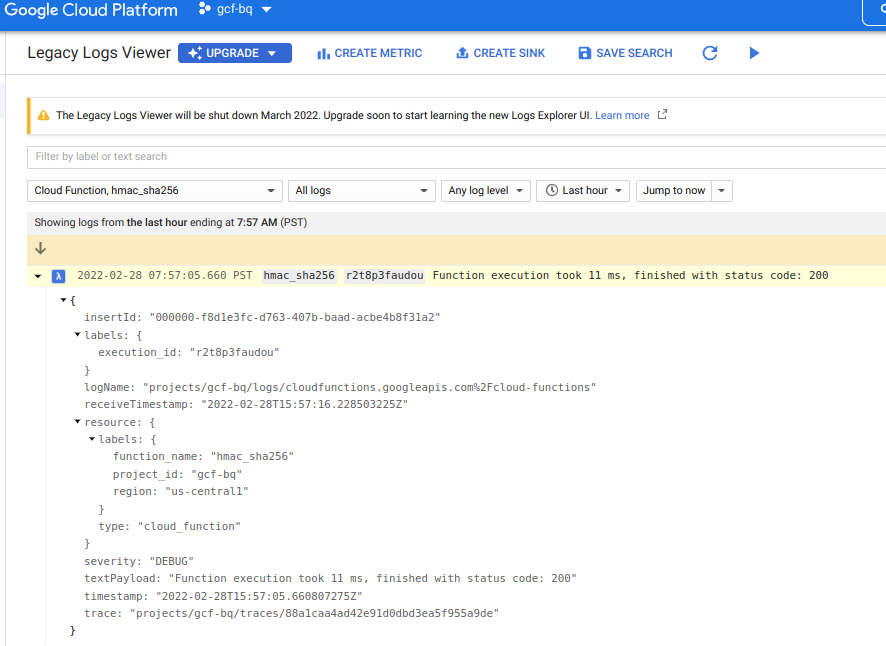 Google Cloud Platform gcf-bq
Legacy Logs Viewer UPGRADE CREATE METRIC CREATE SINK SAVE SEARCH
The Legacy Logs Viewer will be shut down March 2022. Upgrade soon to start learning the new Logs Explorer UI. Learn more
Filter by label or text search
Cloud Function, hmac_sha256 All logs Any log level Last hour Jump to now
Showing logs from the last hour ending at 7:57 AM (PST)
λ 2022-02-28 07:57:05.660 PST hmac_sha256 r2t8p3faudou Function execution took 11 ms, finished with status code: 200
{
insertId: "000000-f8d1e3fc-d763-407b-baad-acbe4b8f31a2"
labels: {
execution_id: "r2t8p3faudou"
}
logName: "projects/gcf-bq/logs/cloudfunctions.googleapis.com%2Fcloud-functions"
receiveTimestamp: "2022-02-28T15:57:16.228503225Z"
resource: {
labels: {
function_name: "hmac_sha256"
project_id: "gcf-bq"
region: "us-central1"
}
type: "cloud_function"
}
severity: "DEBUG"
textPayload: "Function execution took 11 ms, finished with status code: 200"
timestamp: "2022-02-28T15:57:05.660807275Z"
trace: "projects/gcf-bq/traces/88a1caa4ad42e91d0dbd3ea5f955a9de"
}